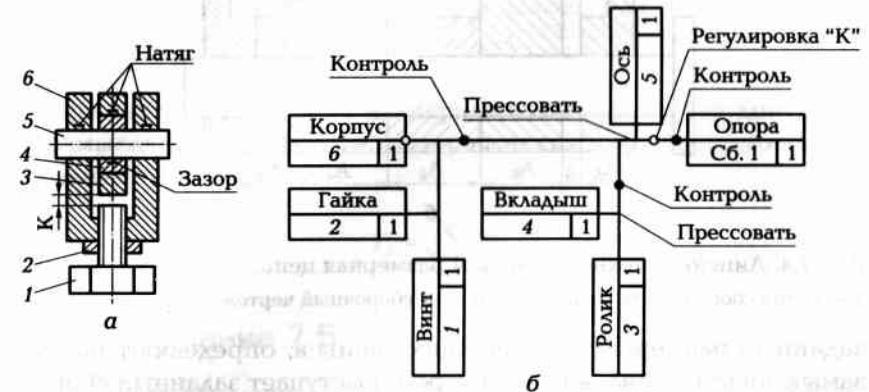 Натяг
6
5
4
3
Зазор
К
2
1
а
Контроль
Прессовать
Ось
5
1
Регулировка “К”
Контроль
Корпус
6
1
Опора
Сб. 1
1
Контроль
Гайка
2
1
Вкладыш
4
1
Прессовать
Винт
1
1
Ролик
3
1
б